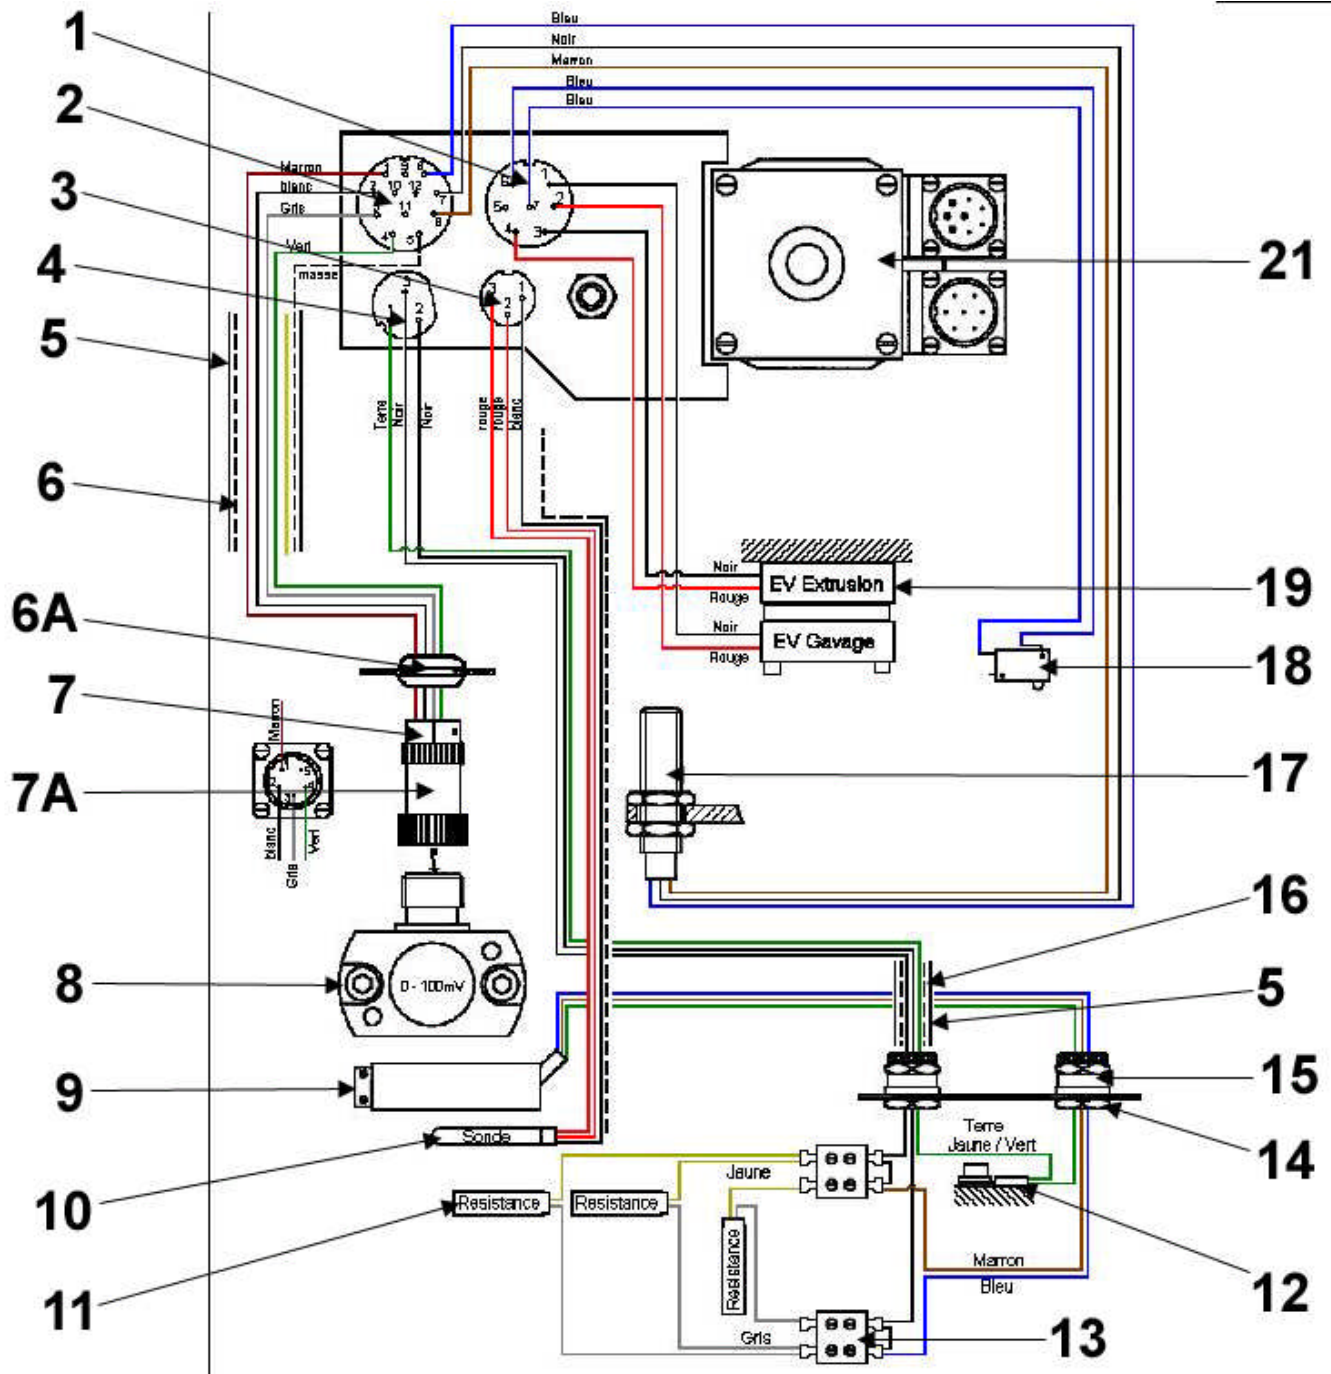 Bleu
1
Noir
Marron
2
Bleu
Bleu
Marron
blanc
3
Gris
Vert
4
masse
21
5
Terre
Noir
Noir
rouge
rouge
blanc
6
Noir
EV Extrusion
19
Rouge
6A
Noir
EV Gavage
Rouge
18
7
Marron
7A
17
blanc
Gris
Vert
16
8
0 - 100mV
5
9
15
Sonde
Terre
Jaune / Vert
14
10
Jaune
Resistance
Resistance
Resistance
11
Marron
Bleu
12
Gris
13